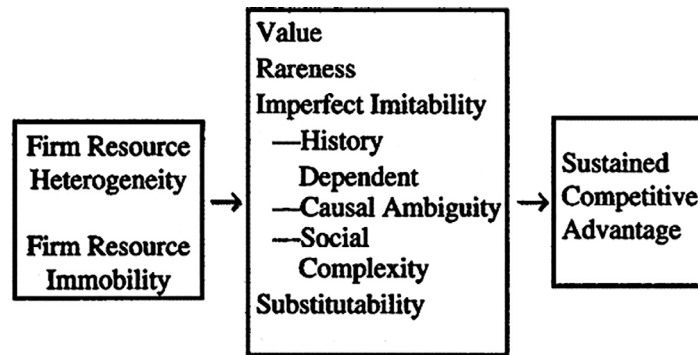 Firm Resource
Heterogeneity
Firm Resource
Immobility
Value
Rareness
Imperfect Imitability
—History
Dependent
—Causal Ambiguity
—Social
Complexity
Substitutability
Sustained
Competitive
Advantage